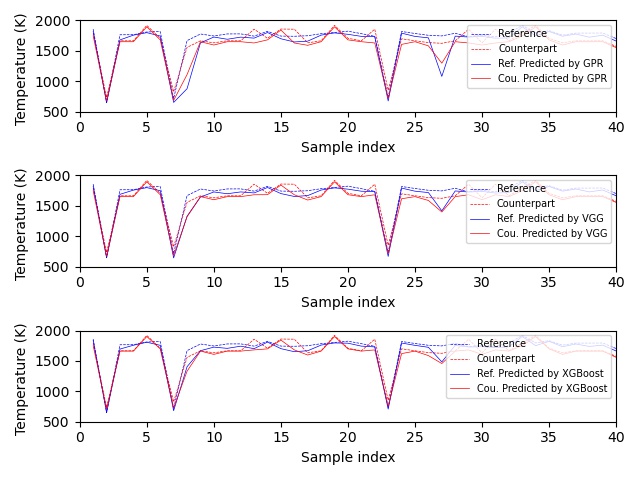 Temperature (K)
2000
1500
1000
500
0 5 10 15 20 25 30 35 40
Sample index
Reference
Counterpart
Ref. Predicted by GPR
Cou. Predicted by GPR
Temperature (K)
2000
1500
1000
500
0 5 10 15 20 25 30 35 40
Sample index
Reference
Counterpart
Ref. Predicted by VGG
Cou. Predicted by VGG
Temperature (K)
2000
1500
1000
500
0 5 10 15 20 25 30 35 40
Sample index
Reference
Counterpart
Ref. Predicted by XGBoost
Cou. Predicted by XGBoost